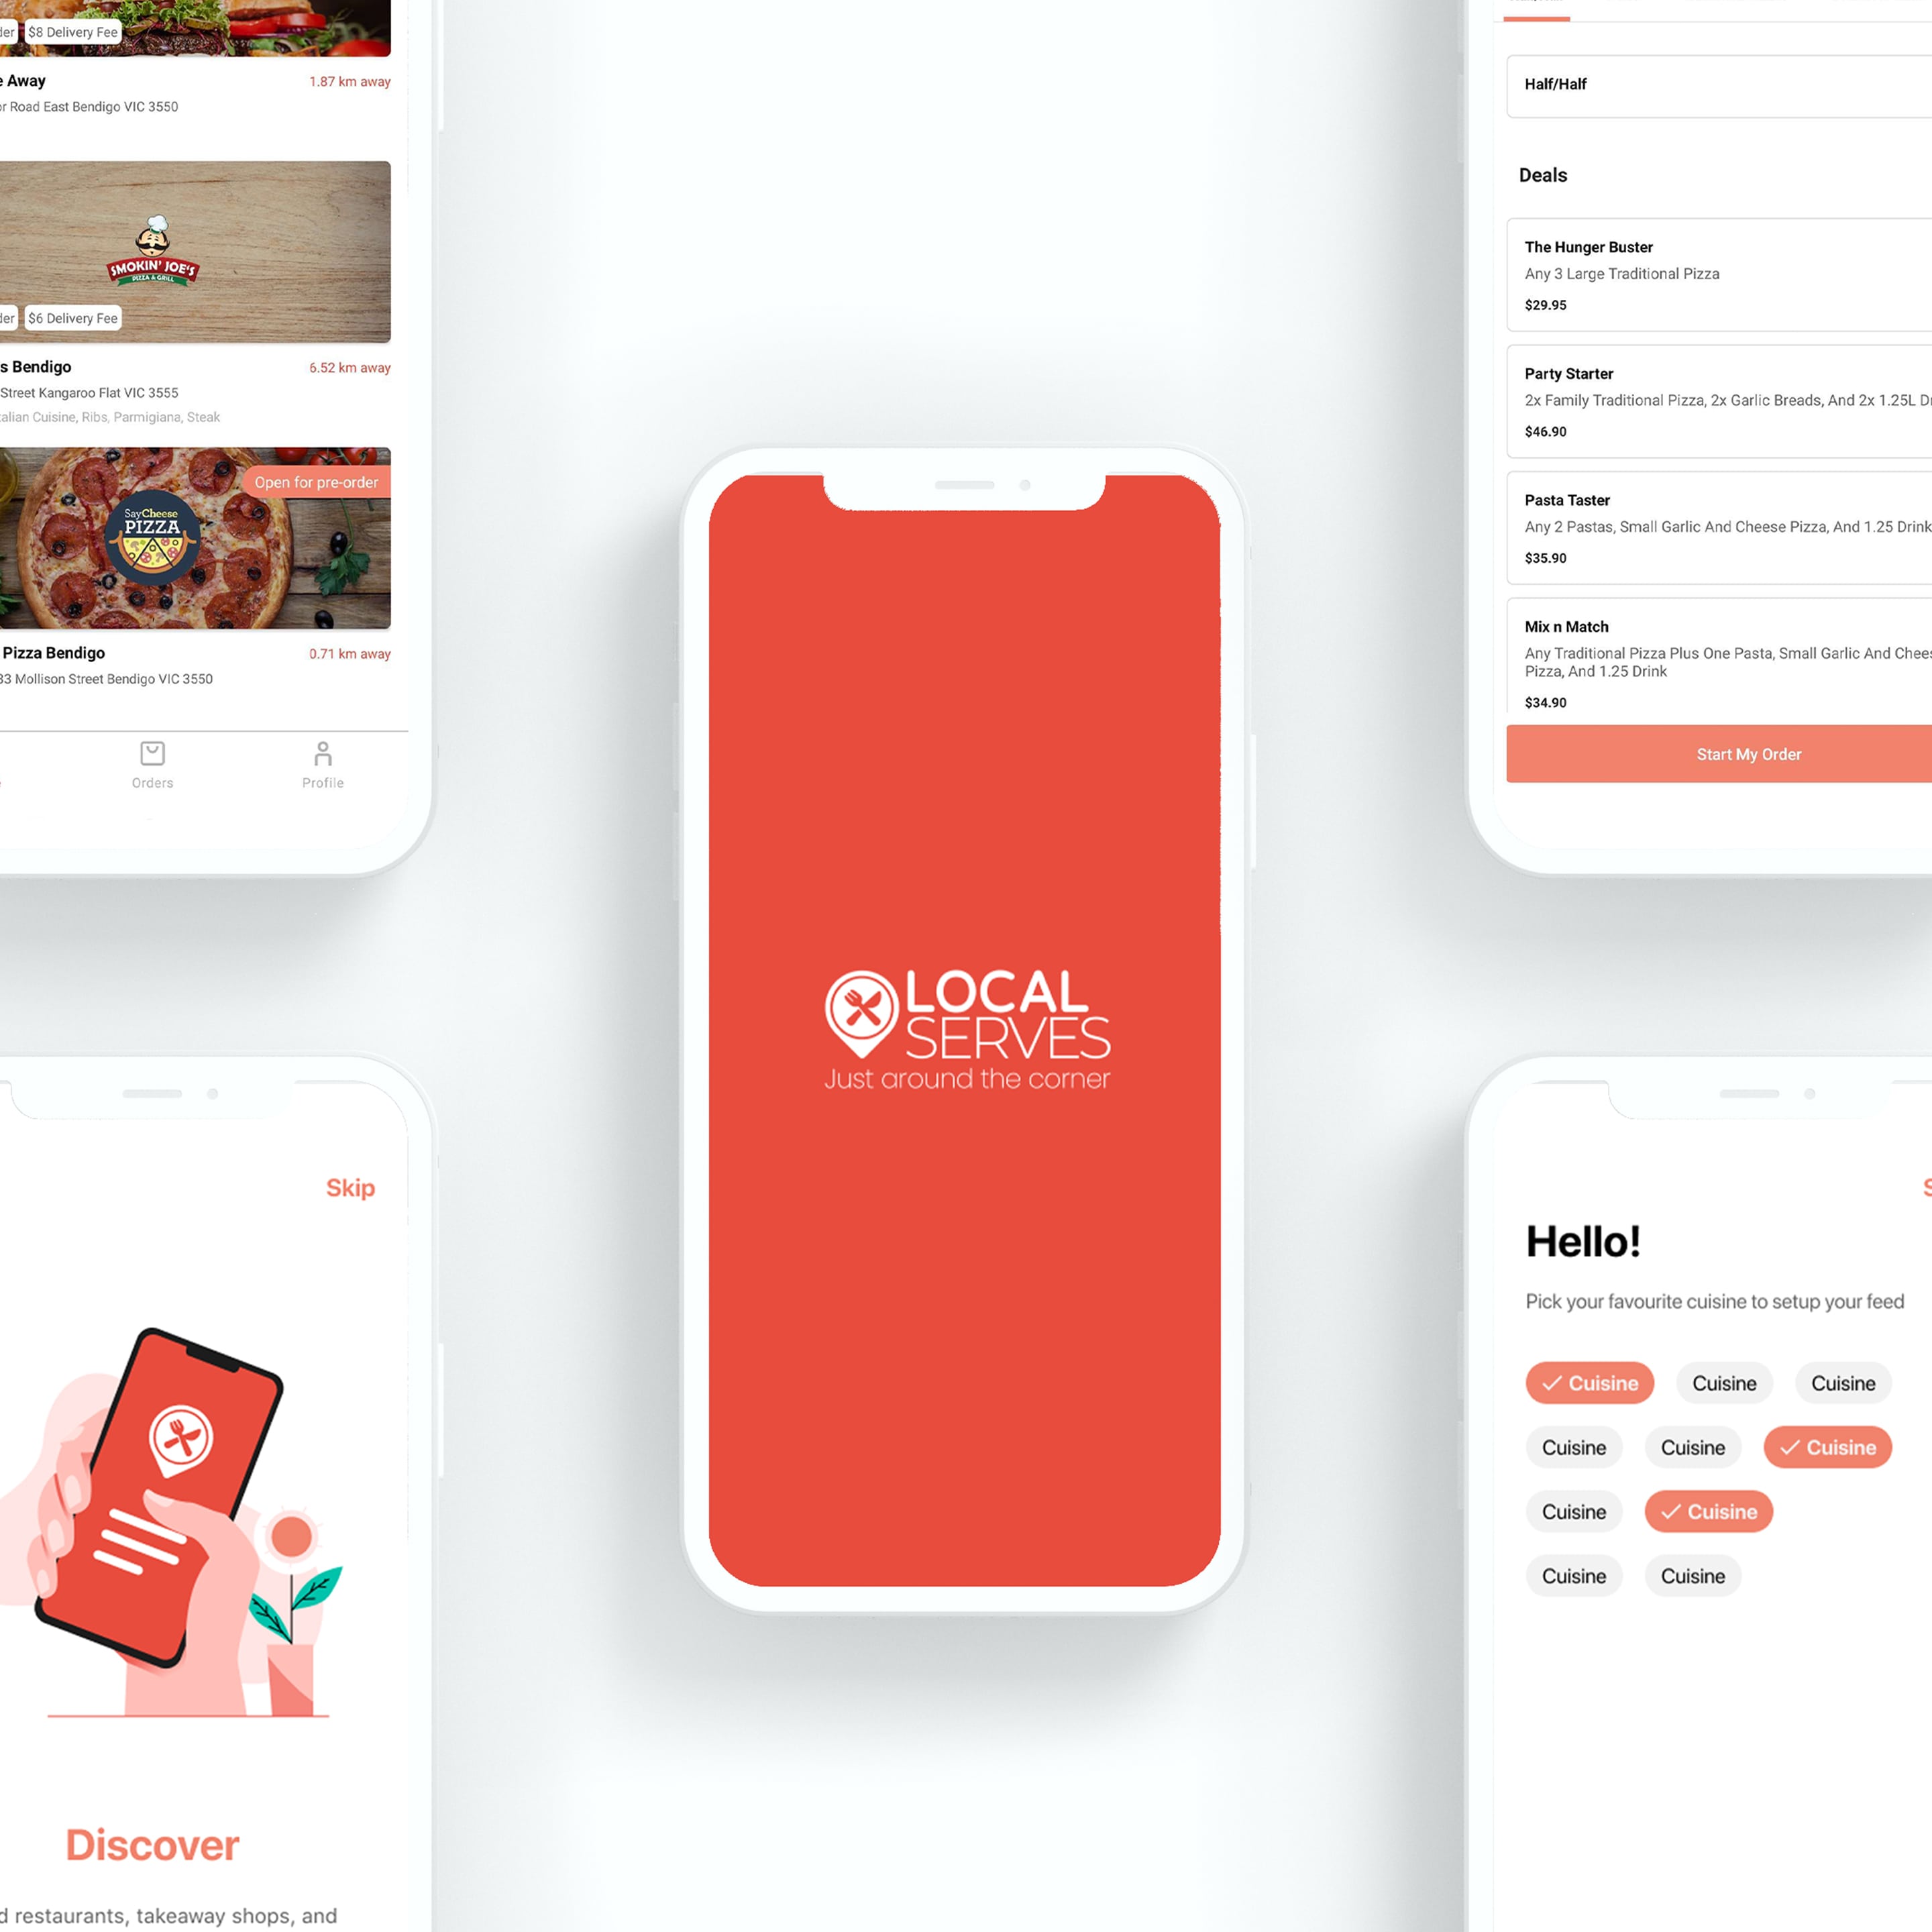 $8 Delivery Fee
Away
1.87 km away
Road East Bendigo VIC 3550
SMOKIN' JOE'S
PIZZA & GRILL
$6 Delivery Fee
Bendigo
6.52 km away
Street Kangaroo Flat VIC 3555
Cuisine, Ribs, Parmigiana, Steak
Open for pre-order
SayCheese
PIZZA
Pizza Bendigo
0.71 km away
33 Mollison Street Bendigo VIC 3550
Orders
Profile
Half/Half
Deals
The Hunger Buster
Any 3 Large Traditional Pizza
$29.95
Party Starter
2x Family Traditional Pizza, 2x Garlic Breads, And 2x 1.25L
$46.90
Pasta Taster
Any 2 Pastas, Small Garlic And Cheese Pizza, And 1.25 Drink
$35.90
Mix n Match
Any Traditional Pizza Plus One Pasta, Small Garlic And
Pizza, And 1.25 Drink
$34.90
Start My Order
LOCAL
SERVES
Just around the corner
Skip
Discover
restaurants, takeaway shops, and
Hello!
Pick your favourite cuisine to setup your feed
Cuisine Cuisine Cuisine
Cuisine Cuisine Cuisine
Cuisine Cuisine
Cuisine Cuisine